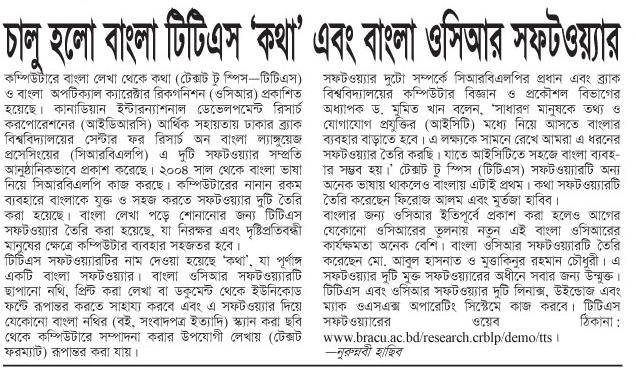 চালু হলো বাংলা টিটিএস ‘কথা’ এবং বাংলা ওসিআর সফটওয়্যার
কম্পিউটারে বাংলা লেখা থেকে কথা (টেক্সট টু স্পিস—টিটিএস)
ও বাংলা অপটিক্যাল ক্যারেক্টার রিকগনিশন (ওসিআর) প্রকাশিত
হয়েছে। কানাডিয়ান ইন্টারন্যাশনাল ডেভেলপমেন্ট রিসার্চ
করপোরেশনের (আইডিআরসি) আর্থিক সহায়তায় ঢাকার ব্র্যাক
বিশ্ববিদ্যালয়ের সেন্টার ফর রিসার্চ অন বাংলা ল্যাঙ্গুয়েজ
প্রসেসিংয়ের (সিআরবিএলপি) এ দুটি সফটওয়্যার সম্প্রতি
আনুষ্ঠানিকভাবে প্রকাশ করেছে। ২০০৪ সাল থেকে বাংলা ভাষা
নিয়ে সিআরবিএলপি কাজ করছে। কম্পিউটারের নানান রকম
ব্যবহারে বাংলাকে যুক্ত ও সহজ করতে সফটওয়্যার দুটি তৈরি
করা হয়েছে। বাংলা লেখা পড়ে শোনানোর জন্য টিটিএস
সফটওয়্যার তৈরি করা হয়েছে, যা নিরক্ষর এবং দৃষ্টিপ্রতিবন্ধী
মানুষের ক্ষেত্রে কম্পিউটার ব্যবহার সহজতর হবে।
টিটিএস সফটওয়্যারটির নাম দেওয়া হয়েছে ‘কথা’, যা পূর্ণাঙ্গ
একটি বাংলা সফটওয়্যার। বাংলা ওসিআর সফটওয়্যারটি
ছাপানো নথি, প্রিন্ট করা লেখা বা ডকুমেন্ট থেকে ইউনিকোড
ফন্টে রূপান্তর করতে সাহায্য করবে এবং এ সফটওয়্যার দিয়ে
যেকোনো বাংলা নথির (বই, সংবাদপত্র ইত্যাদি) স্ক্যান করা ছবি
থেকে কম্পিউটারে সম্পাদনা করার উপযোগী লেখায় (টেক্সট
ফরম্যাট) রূপান্তর করা যায়।
সফটওয়্যার দুটো সম্পর্কে সিআরবিএলপির প্রধান এবং ব্র্যাক
বিশ্ববিদ্যালয়ের কম্পিউটার বিজ্ঞান ও প্রকৌশল বিভাগের
অধ্যাপক ড. মুমিত খান বলেন, ‘সাধারণ মানুষকে তথ্য ও
যোগাযোগ প্রযুক্তির (আইসিটি) মধ্যে নিয়ে আসতে বাংলার
ব্যবহার বাড়াতে হবে। এ লক্ষ্যকে সামনে রেখে আমরা এ ধরনের
সফটওয়্যার তৈরি করছি। যাতে আইসিটিতে সহজে বাংলা ব্যবহা-
র সম্ভব হয়।’ টেক্সট টু স্পিস (টিটিএস) সফটওয়্যারটি অন্য
অনেক ভাষায় থাকলেও বাংলায় এটাই প্রথম। কথা সফটওয়্যারটি
তৈরি করেছেন ফিরোজ আলম এবং মুর্তজা হাবিব।
বাংলার জন্য ওসিআর ইতিপূর্বে প্রকাশ করা হলেও আগের
যেকোনো ওসিআরের তুলনায় নতুন এই বাংলা ওসিআরের
কার্যক্ষমতা অনেক বেশি। বাংলা ওসিআর সফটওয়্যারটি তৈরি
করেছেন মো. আবুল হাসনাত ও মুক্তাকিনুর রহমান চৌধুরী। এ
সফটওয়্যার দুটি মুক্ত সফটওয়্যারের অধীনে সবার জন্য উন্মুক্ত।
টিটিএস এবং ওসিআর সফটওয়্যার দুটি লিনাক্স, উইন্ডোজ এবং
ম্যাক ওএসএক্স অপারেটিং সিস্টেমে কাজ করবে। টিটিএস
সফটওয়্যারের ওয়েব ঠিকানা:
www.bracu.ac.bd/research.crblp/demo/tts।
—নুরুন্নবী হাছিব